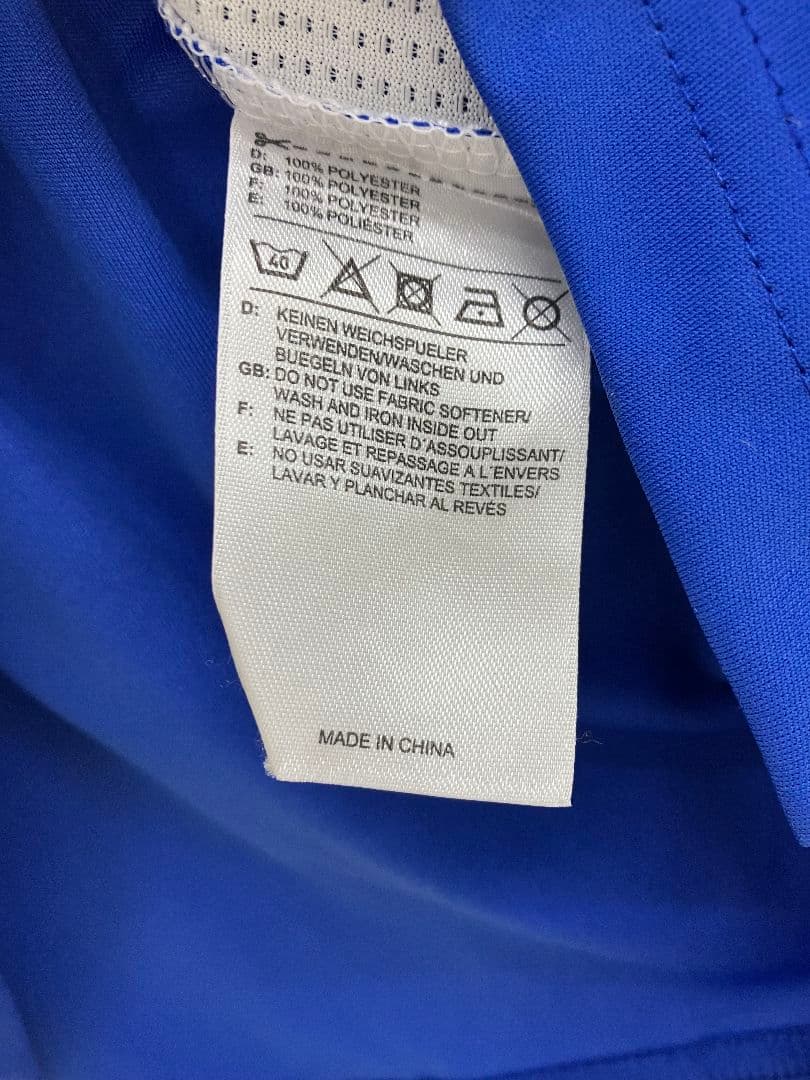 D: 100% POLYESTER
GB: 100% POLYESTER
F: 100% POLYESTER
E: 100% POLIÉSTER
40
D: KEINEN WEICHSPUELER
VERWENDEN/WASCHEN UND
BUEGELN VON LINKS
GB: DO NOT USE FABRIC SOFTENER/
WASH AND IRON INSIDE OUT
F: NE PAS UTILISER D'ASSOUPLISSANT/
LAVAGE ET REPASSAGE A L'ENVERS
E: NO USAR SUAVIZANTES TEXTILES/
LAVAR Y PLANCHAR AL REVÉS
MADE IN CHINA